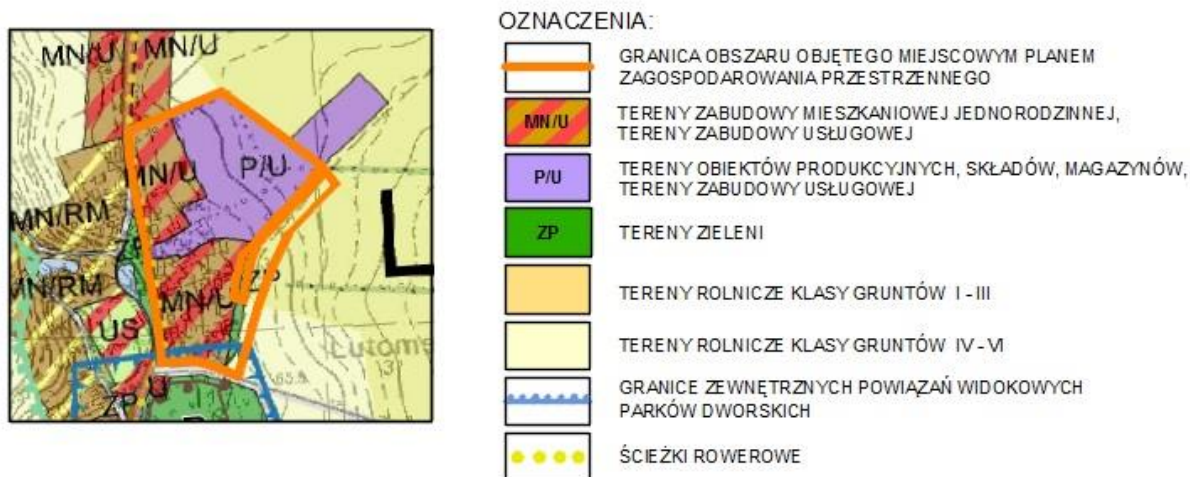 OZNACZENIA:
GRANICA OBSZARU OBJĘTEGO MIEJSCOWYM PLANEM
ZAGOSPODAROWANIA PRZESTRZENNEGO
MN/U
TERENY ZABUDOWY MIESZKANIOWEJ JEDNORODZINNEJ,
TERENY ZABUDOWY USŁUGOWEJ
P/U
TERENY OBIEKTÓW PRODUKCYJNYCH, SKŁADÓW, MAGAZYNÓW,
TERENY ZABUDOWY USŁUGOWEJ
ZP
TERENY ZIELENI
TERENY ROLNICZE KLASY GRUNTÓW I - III
TERENY ROLNICZE KLASY GRUNTÓW IV - VI
GRANICE ZEWNĘTRZNYCH POWIĄZAŃ WIDOKOWYCH
PARKÓW DWORSKICH
ŚCIEŻKI ROWEROWE
MN/U MN/U
MN/U
P/U
MN/RM
MN/RM
MN/U
ZP
US
U
ZP